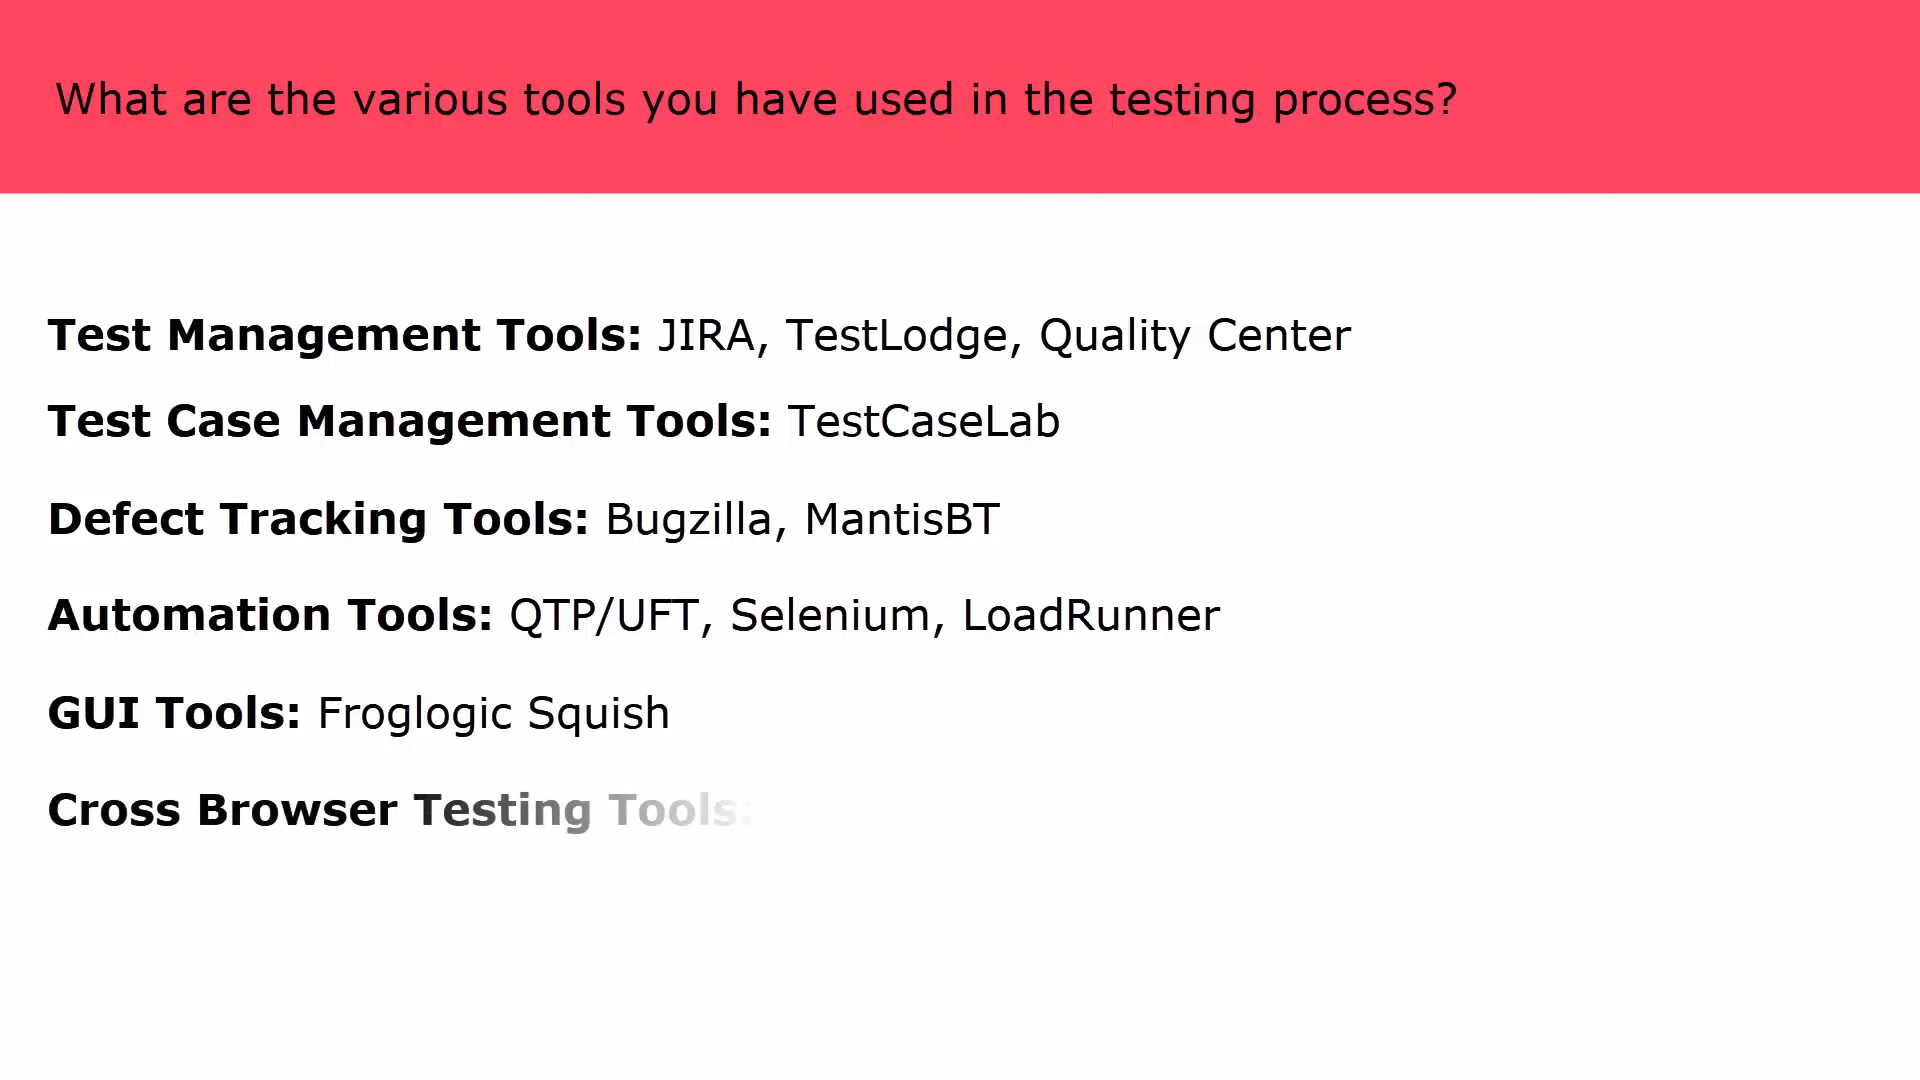 What are the various tools you have used in the testing process?
Test Management Tools: JIRA, TestLodge, Quality Center
Test Case Management Tools: TestCaseLab
Defect Tracking Tools: Bugzilla, MantisBT
Automation Tools: QTP/UFT, Selenium, LoadRunner
GUI Tools: Froglogic Squish
Cross Browser Testing Tools: